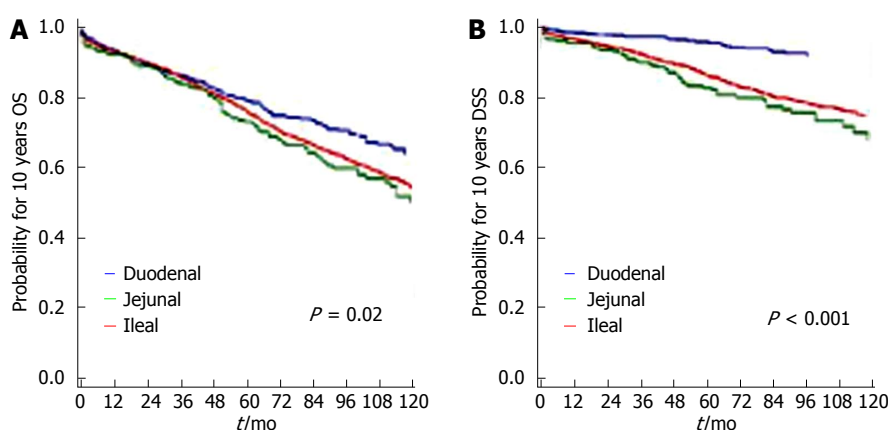 A
Probability for 10 years OS
1.0
0.8
0.6
0.4
0.2
0.0
Duodenal
Jejunal
Ileal
P = 0.02
0 12 24 36 48 60 72 84 96 108 120
t/mo
B
Probability for 10 years DSS
1.0
0.8
0.6
0.4
0.2
0.0
Duodenal
Jejunal
Ileal
P < 0.001
0 12 24 36 48 60 72 84 96 108 120
t/mo